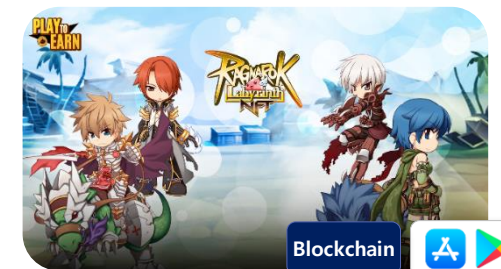 PLAY TO
EARN
RAGNAROK
Labyrinth
NFT
Blockchain